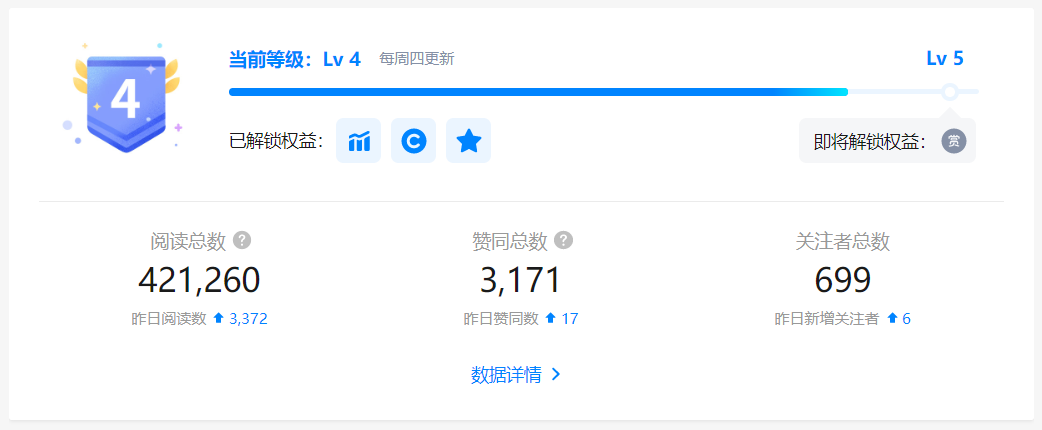 4
当前等级：Lv 4 每周四更新 Lv 5
已解锁权益： 即将解锁权益： 赏
阅读总数 ? 赞同总数 ? 关注者总数
421,260 3,171 699
昨日阅读数 3,372 昨日赞同数 17 昨日新增关注者 6
数据详情